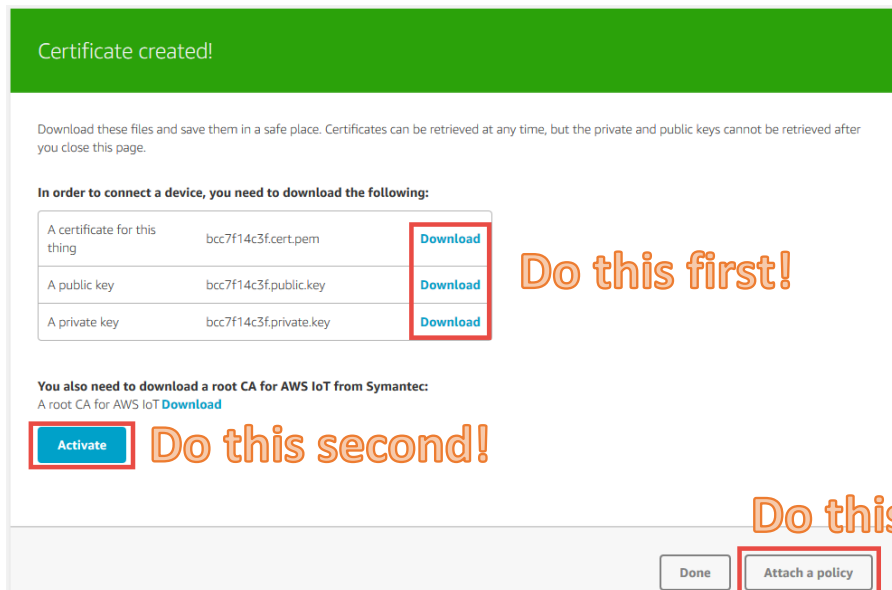 Certificate created!
Download these files and save them in a safe place. Certificates can be retrieved at any time, but the private and public keys cannot be retrieved after
you close this page.
In order to connect a device, you need to download the following:
A certificate for this
thing
bcc7f14c3f.cert.pem
Download
A public key
bcc7f14c3f.public.key
Download
A private key
bcc7f14c3f.private.key
Download
Do this first!
You also need to download a root CA for AWS IoT from Symantec:
A root CA for AWS IoT Download
Activate
Do this second!
Do this
Done
Attach a policy